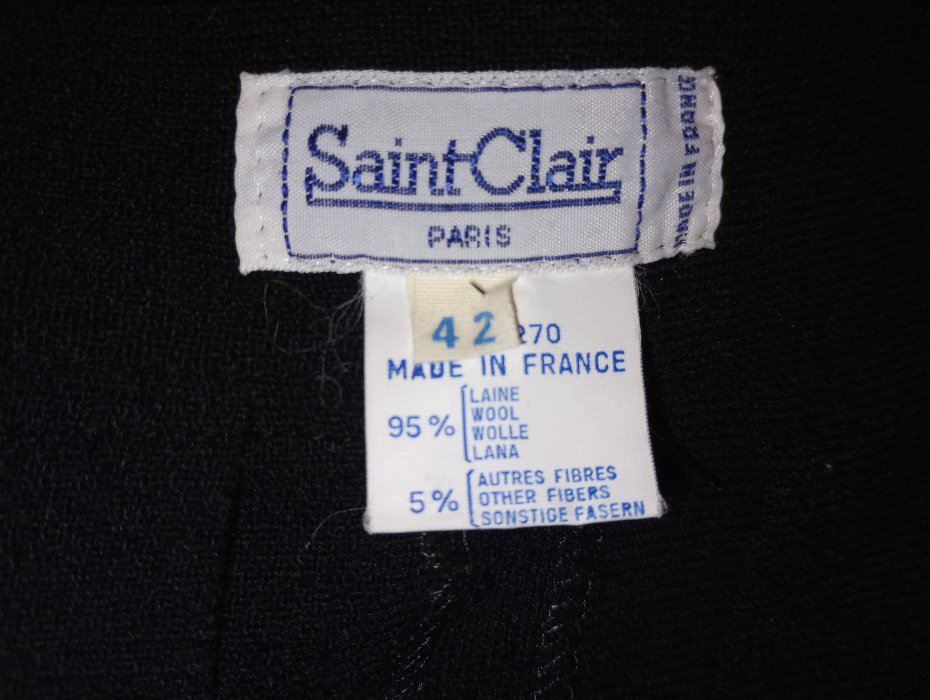 Saint-Clair
PARIS
MADE IN FRANCE
42
270
MADE IN FRANCE
95% LAINE
WOOL
WOLLE
LANA
5% AUTRES FIBRES
OTHER FIBERS
SONSTIGE FASERN